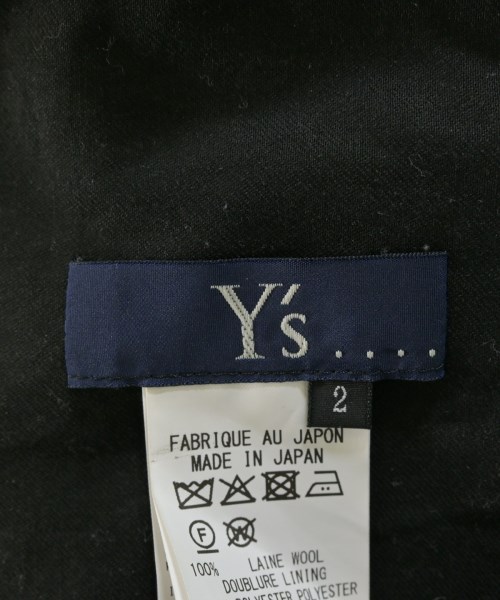 Y's.....
2
FABRIQUE AU JAPON
MADE IN JAPAN
F W
100% LAINE WOOL
DOUBLURE LINING
POLYESTER POLYESTER